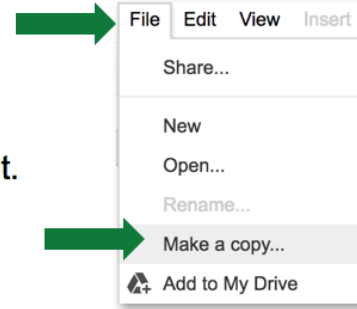 File Edit View Insert
Share...
New
Open...
t.
Rename...
Make a copy...
Add to My Drive